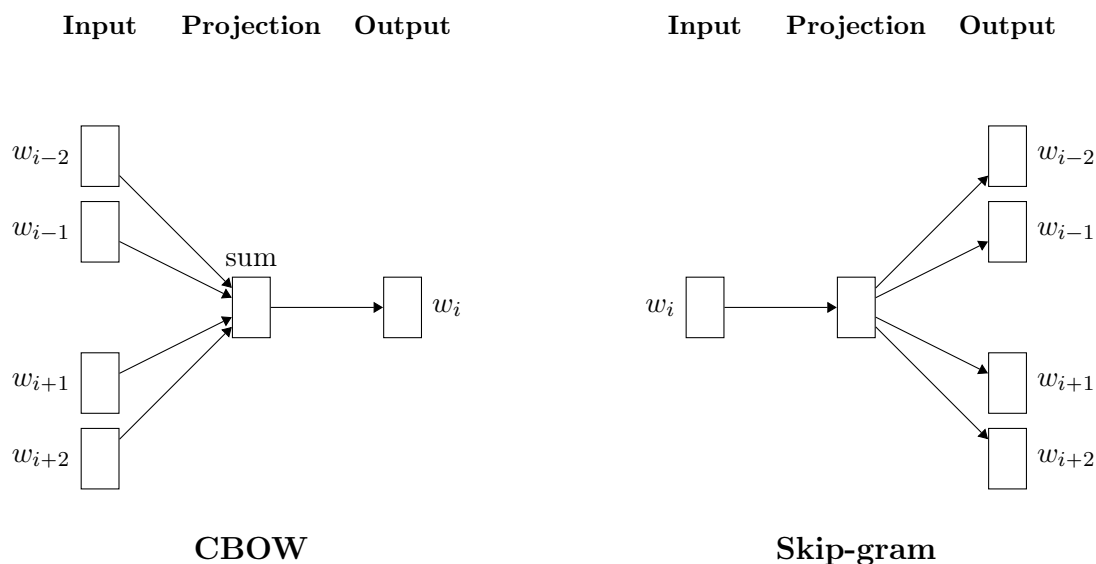 Input Projection Output Input Projection Output
w_{i-2} w_{i-2}
w_{i-1} w_{i-1}
sum
w_i w_i
w_{i+1} w_{i+1}
w_{i+2} w_{i+2}
CBOW Skip-gram